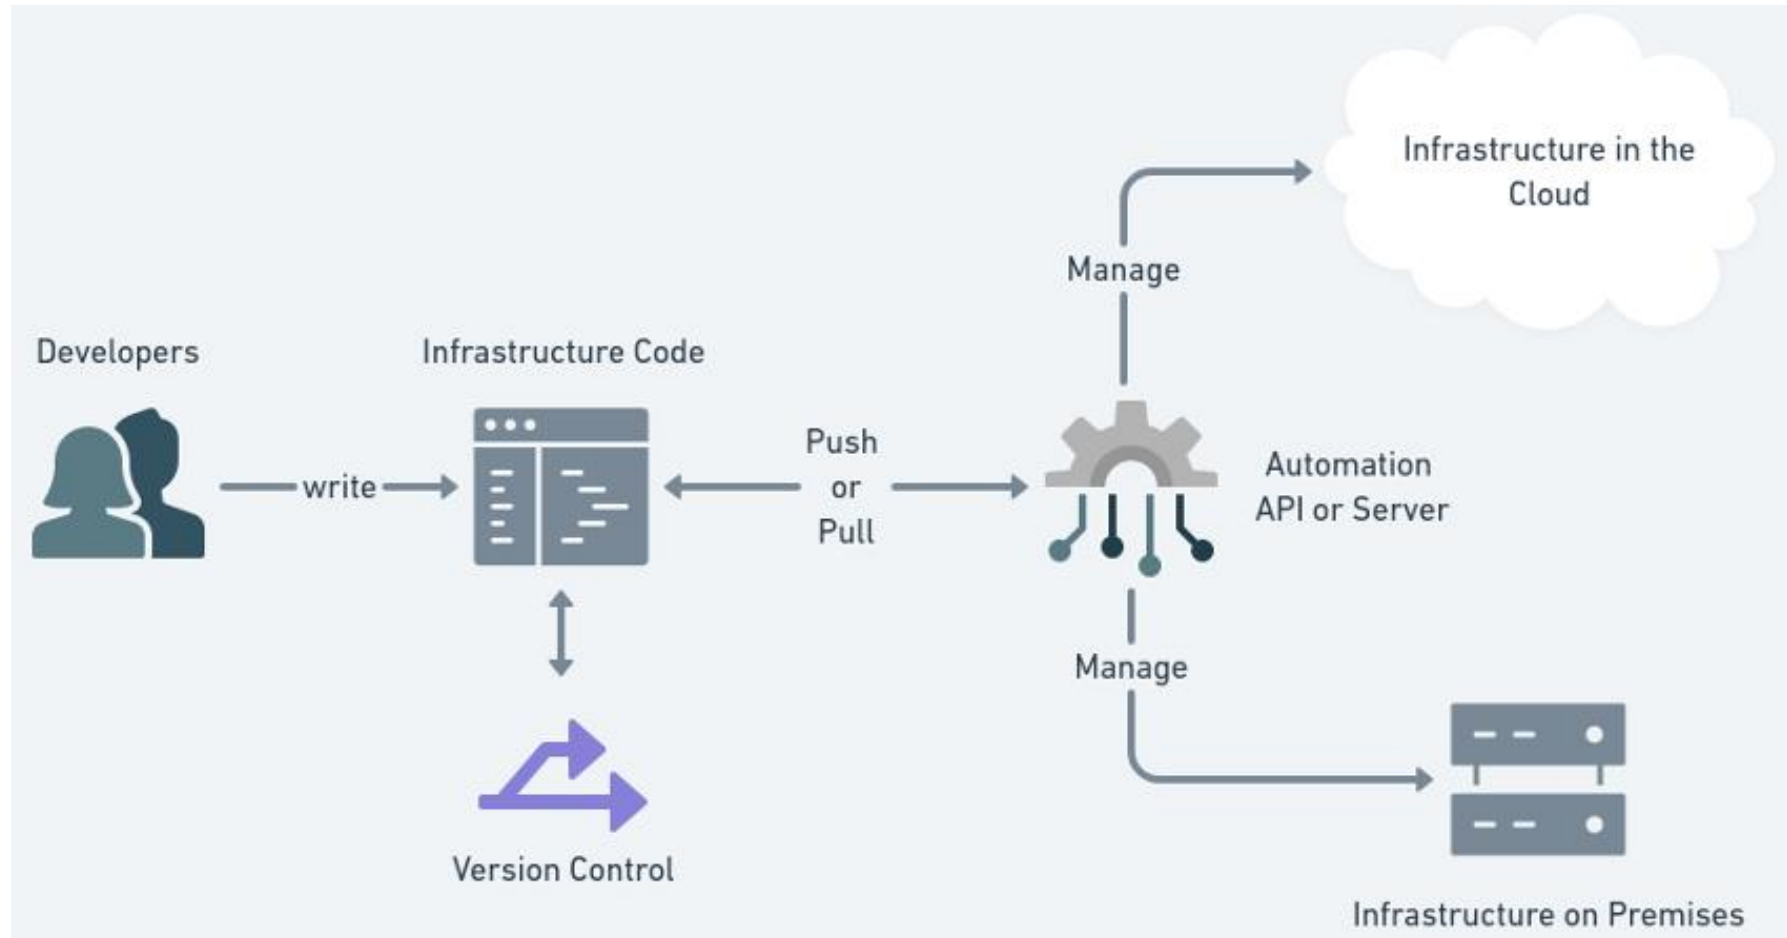 Infrastructure in the
Cloud
Manage
Developers
Infrastructure Code
write
Push
or
Pull
Automation
API or Server
Manage
Version Control
Infrastructure on Premises